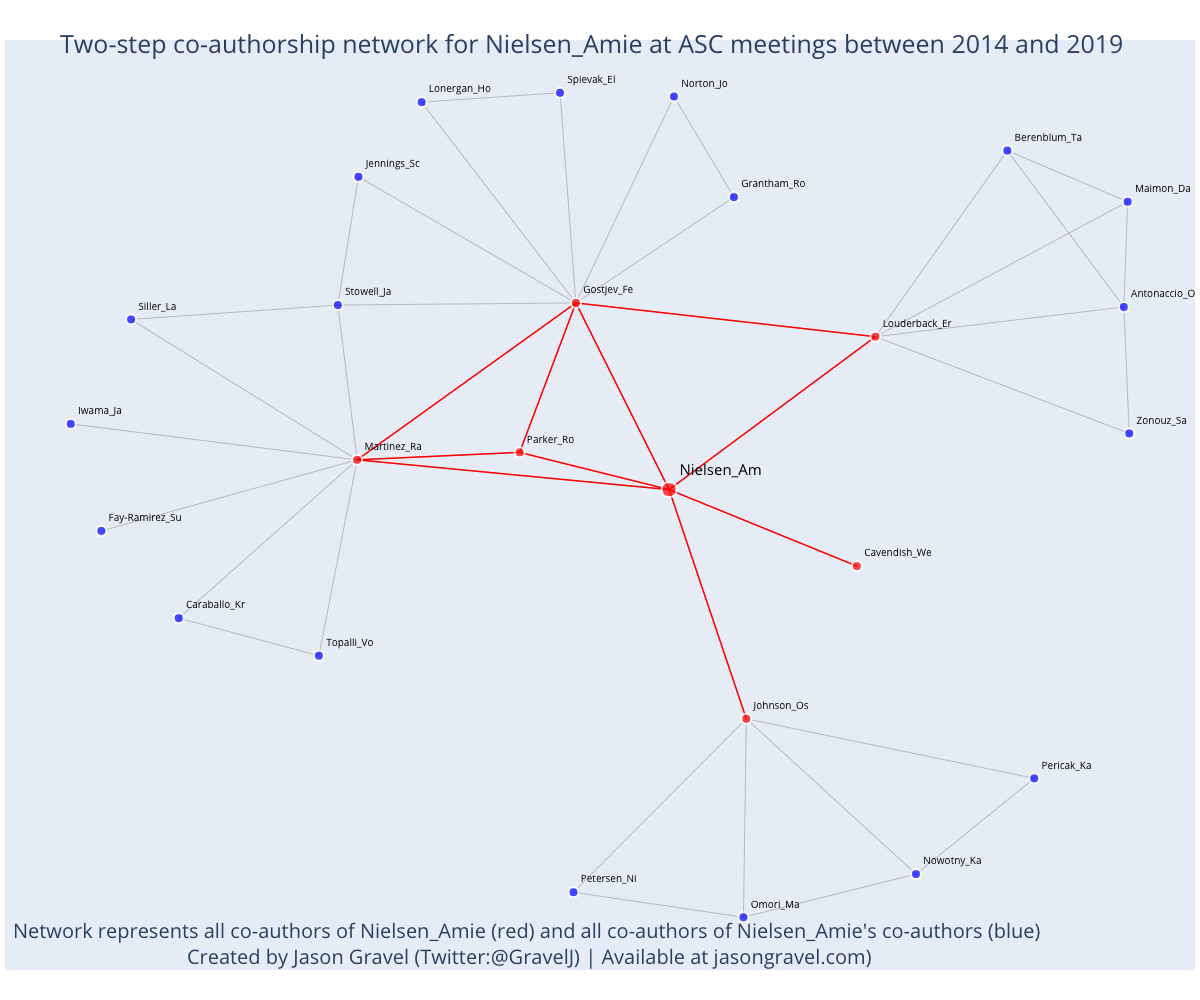 Two-step co-authorship network for Nielsen_Amie at ASC meetings between 2014 and 2019
Lonergan_Ho
Spievak_El
Norton_Jo
Berenblum_Ta
Jennings_Sc
Grantham_Ro
Maimon_Da
Gostjev_Fe
Stowell_Ja
Siller_La
Antonaccio_O
Louderback_Er
Iwama_Ja
Zonouz_Sa
Martinez_Ra
Parker_Ro
Nielsen_Am
Fay-Ramirez_Su
Cavendish_We
Caraballo_Kr
Topalli_Vo
Johnson_Os
Pericak_Ka
Nowotny_Ka
Petersen_Ni
Omori_Ma
Network represents all co-authors of Nielsen_Amie (red) and all co-authors of Nielsen_Amie's co-authors (blue)
Created by Jason Gravel (Twitter:@GravelJ) | Available at jasongravel.com)